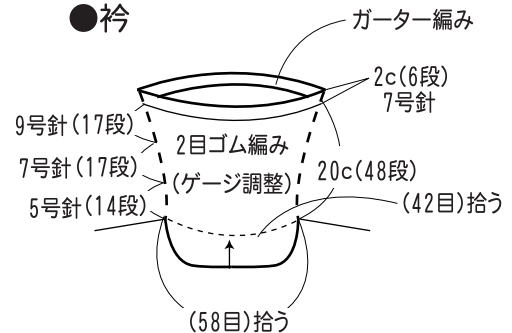 ●衿
ガーター編み
2c(6段)
7号針
9号針(17段)
2目ゴム編み
7号針(17段)
(ゲージ調整)
20c(48段)
5号針(14段)
(42目)拾う
(58目)拾う